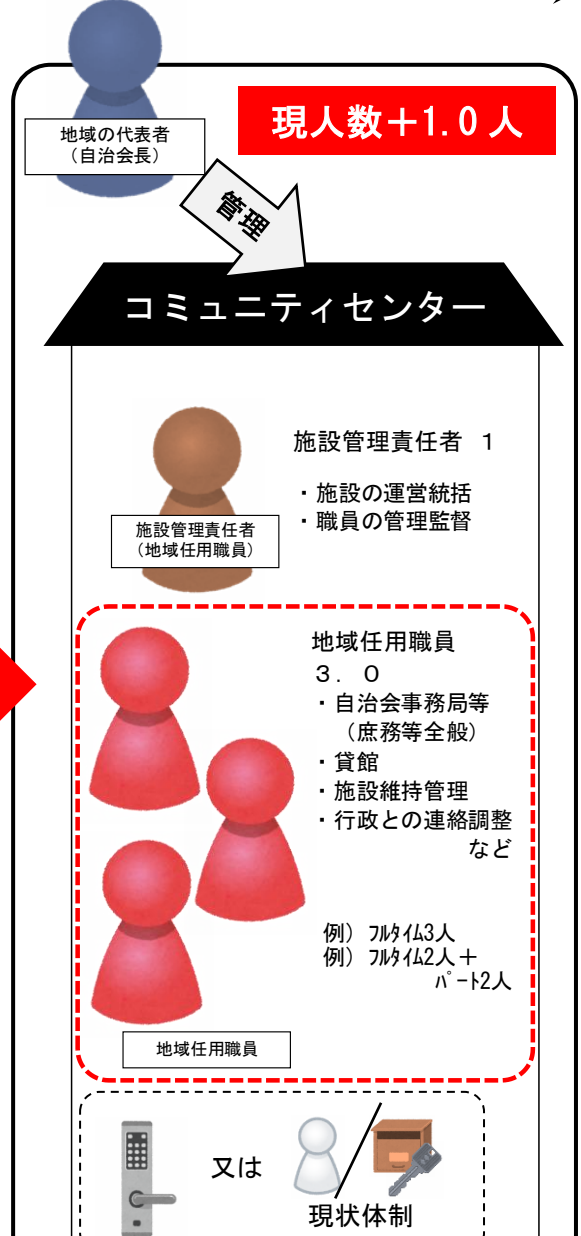 現人数＋1.0人
地域の代表者
（自治会長）
管理
コミュニティセンター
施設管理責任者　1
・施設の運営統括
・職員の管理監督
施設管理責任者
（地域任用職員）
地域任用職員
３．０
・自治会事務局等
（庶務等全般）
・貸館
・施設維持管理
・行政との連絡調整
など
例）ﾌﾙﾀｲﾑ3人
例）ﾌﾙﾀｲﾑ2人＋
ﾊﾟｰﾄ2人
地域任用職員
又は
現状体制